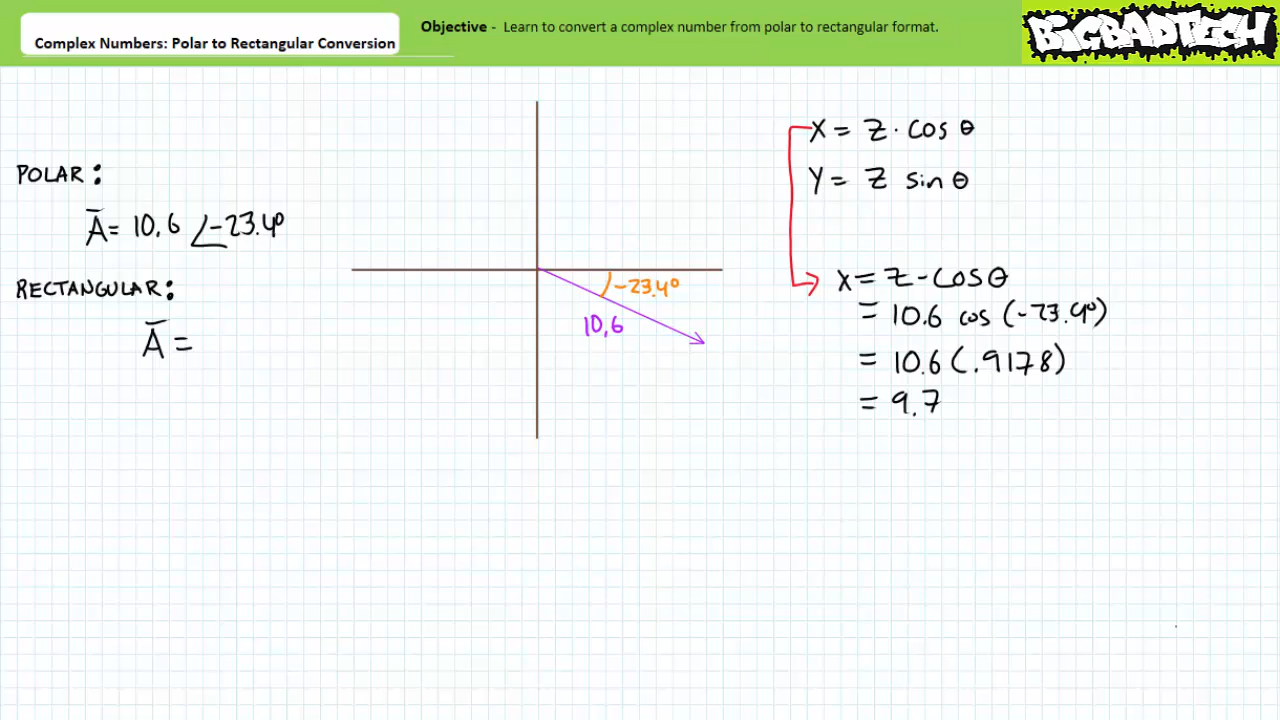 Complex Numbers: Polar to Rectangular Conversion
Objective - Learn to convert a complex number from polar to rectangular format.
BIGBADTECH
POLAR:
Ā= 10.6 ∠-23.4°
RECTANGULAR:
Ā =
-23.4°
10.6
X = Z · cos θ
Y = Z sin θ
X = Z - COS θ
= 10.6 cos (-23.4°)
= 10.6 (.9178)
= 9.7